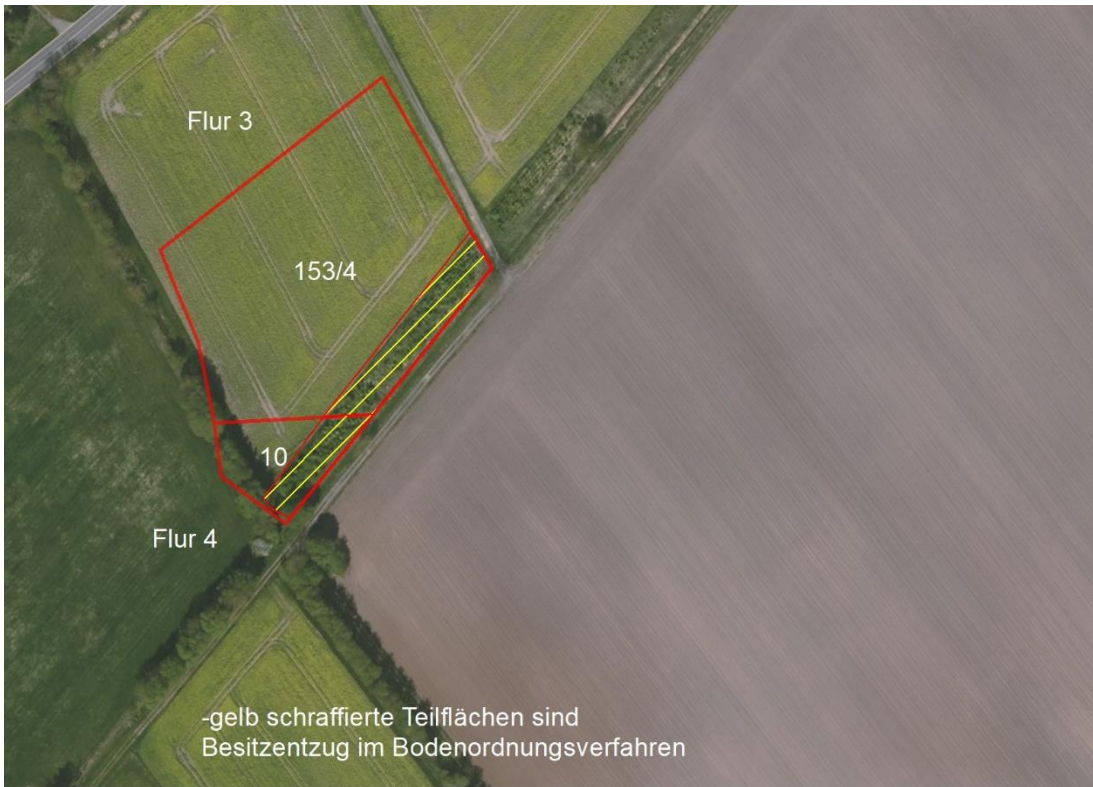 Flur 3
153/4
10
Flur 4
-gelb schraffierte Teilflächen sind
Besitzentzug im Bodenordnungsverfahren